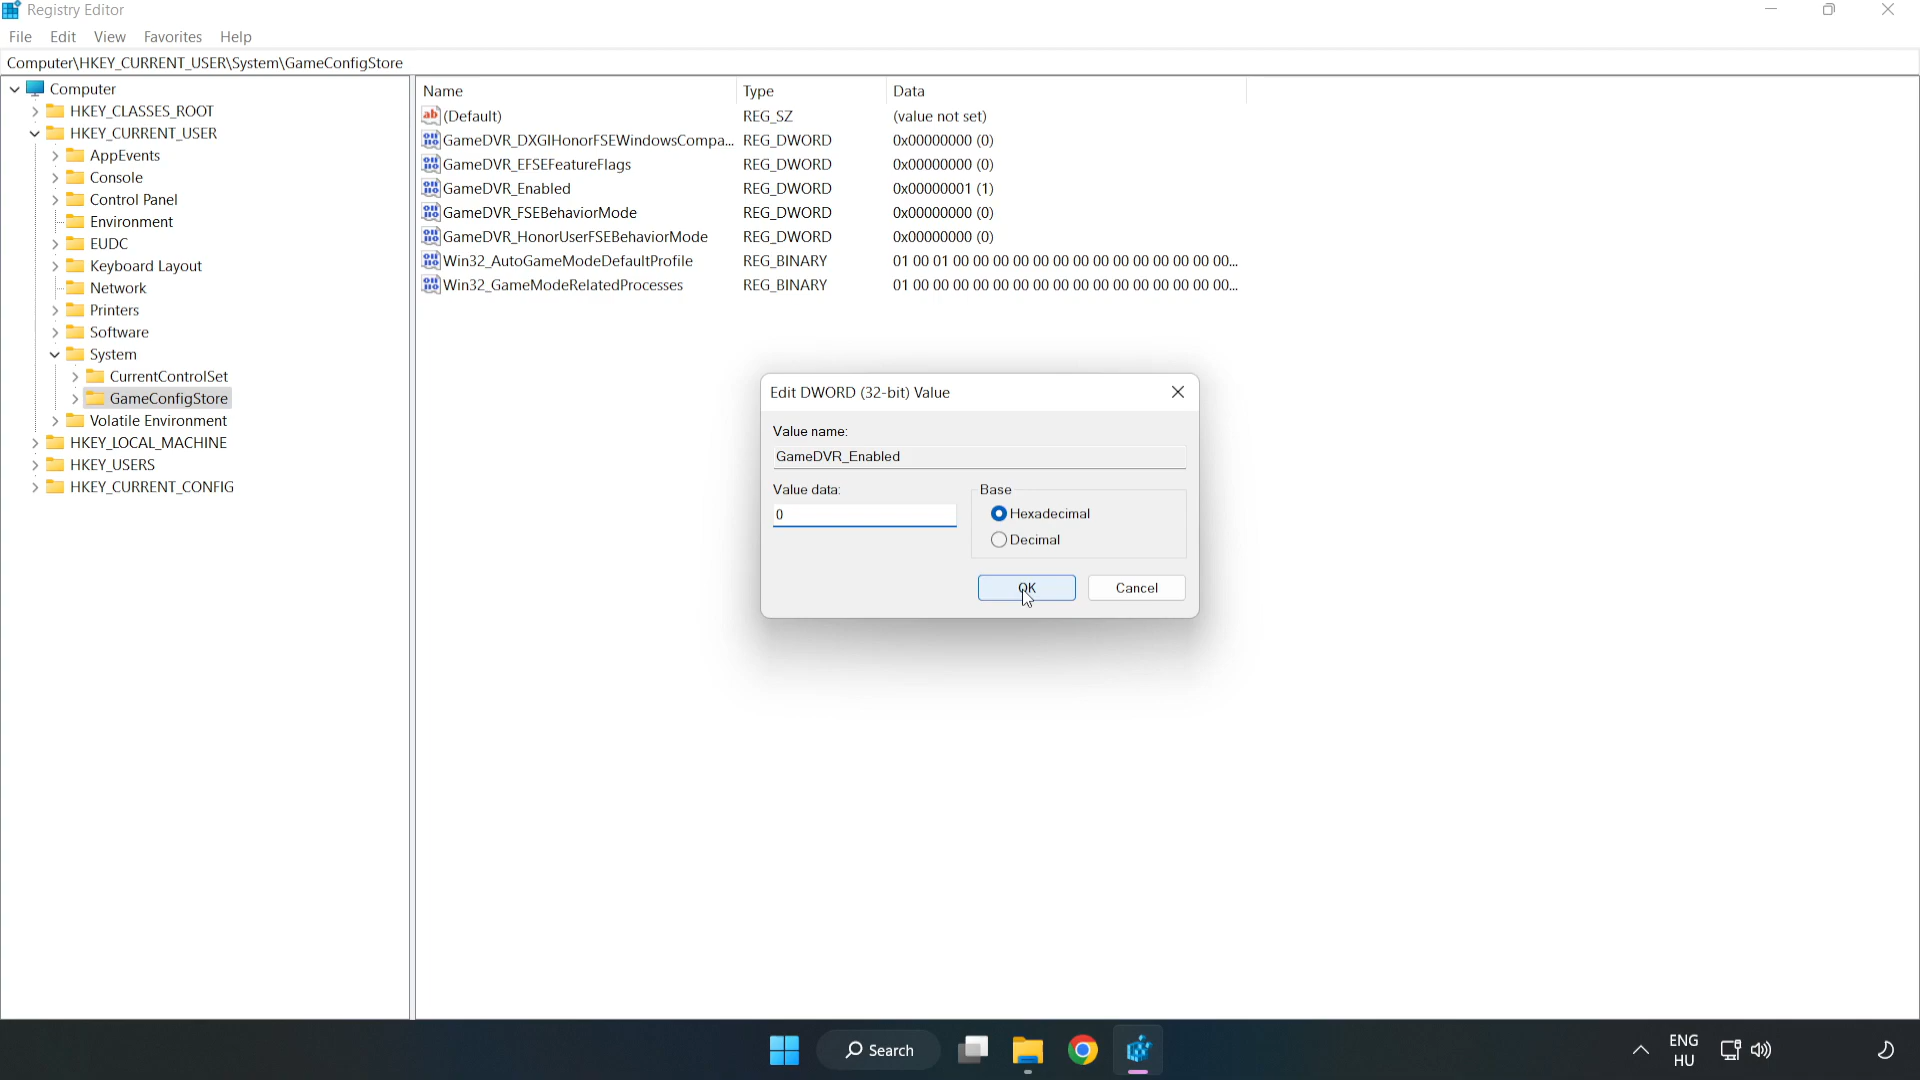 Registry Editor
File Edit View Favorites Help
Computer\HKEY_CURRENT_USER\System\GameConfigStore
Computer
HKEY_CLASSES_ROOT
HKEY_CURRENT_USER
AppEvents
Console
Control Panel
Environment
EUDC
Keyboard Layout
Network
Printers
Software
System
CurrentControlSet
GameConfigStore
Volatile Environment
HKEY_LOCAL_MACHINE
HKEY_USERS
HKEY_CURRENT_CONFIG
Name Type Data
(Default) REG_SZ (value not set)
GameDVR_DXGIHonorFSEWindowsCompa... REG_DWORD 0x00000000 (0)
GameDVR_EFSEFeatureFlags REG_DWORD 0x00000000 (0)
GameDVR_Enabled REG_DWORD 0x00000001 (1)
GameDVR_FSEBehaviorMode REG_DWORD 0x00000000 (0)
GameDVR_HonorUserFSEBehaviorMode REG_DWORD 0x00000000 (0)
Win32_AutoGameModeDefaultProfile REG_BINARY 01 00 01 00 00 00 00 00 00 00 00 00 00 00 00 00 00...
Win32_GameModeRelatedProcesses REG_BINARY 01 00 00 00 00 00 00 00 00 00 00 00 00 00 00 00 00...
Edit DWORD (32-bit) Value
Value name:
GameDVR_Enabled
Value data:
0
Base
Hexadecimal
Decimal
OK Cancel
Search
ENG
HU